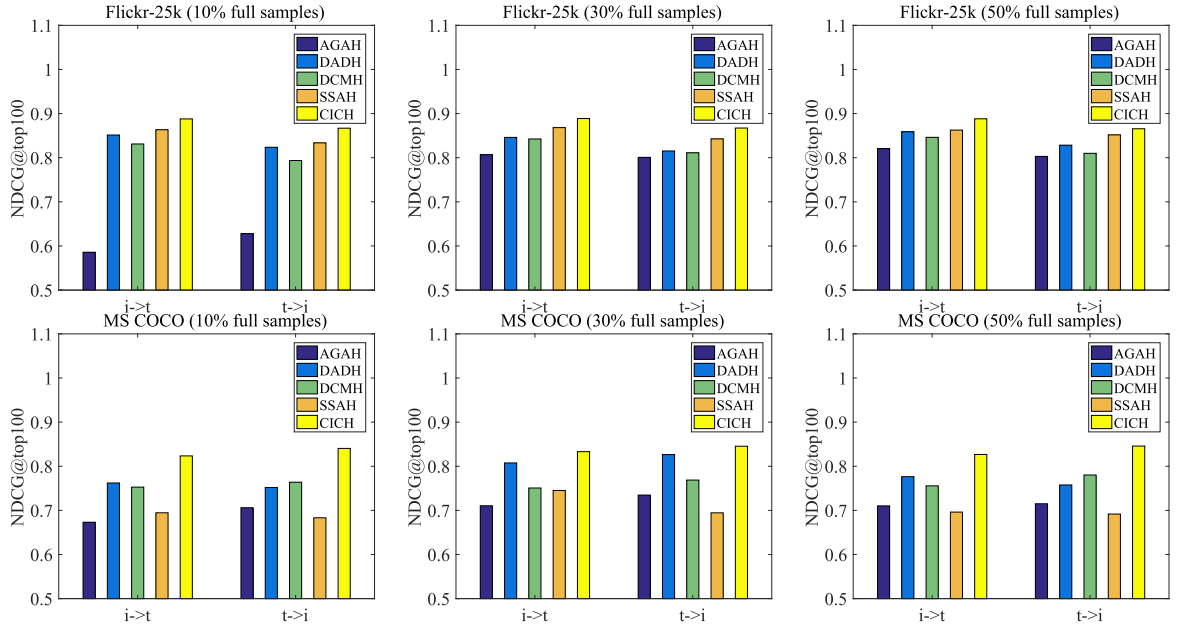 Flickr-25k (10% full samples)
1.1
1
0.9
0.8
0.7
0.6
0.5
NDCG@top100
AGAH
DADH
DCMH
SSAH
CICH
i->t
t->i
Flickr-25k (30% full samples)
1.1
1
0.9
0.8
0.7
0.6
0.5
NDCG@top100
AGAH
DADH
DCMH
SSAH
CICH
i->t
t->i
Flickr-25k (50% full samples)
1.1
1
0.9
0.8
0.7
0.6
0.5
NDCG@top100
AGAH
DADH
DCMH
SSAH
CICH
i->t
t->i
MS COCO (10% full samples)
1.1
1
0.9
0.8
0.7
0.6
0.5
NDCG@top100
AGAH
DADH
DCMH
SSAH
CICH
i->t
t->i
MS COCO (30% full samples)
1.1
1
0.9
0.8
0.7
0.6
0.5
NDCG@top100
AGAH
DADH
DCMH
SSAH
CICH
i->t
t->i
MS COCO (50% full samples)
1.1
1
0.9
0.8
0.7
0.6
0.5
NDCG@top100
AGAH
DADH
DCMH
SSAH
CICH
i->t
t->i